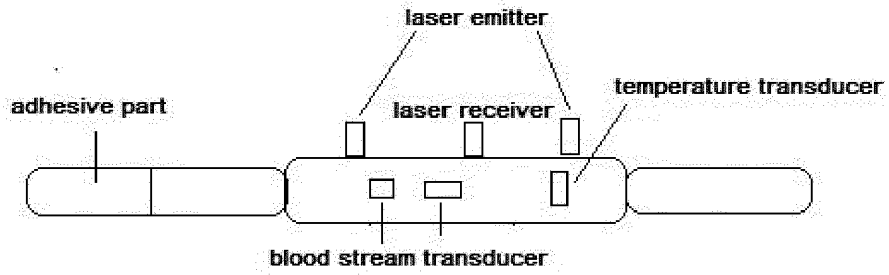 laser emitter
temperature transducer
adhesive part
laser receiver
blood stream transducer